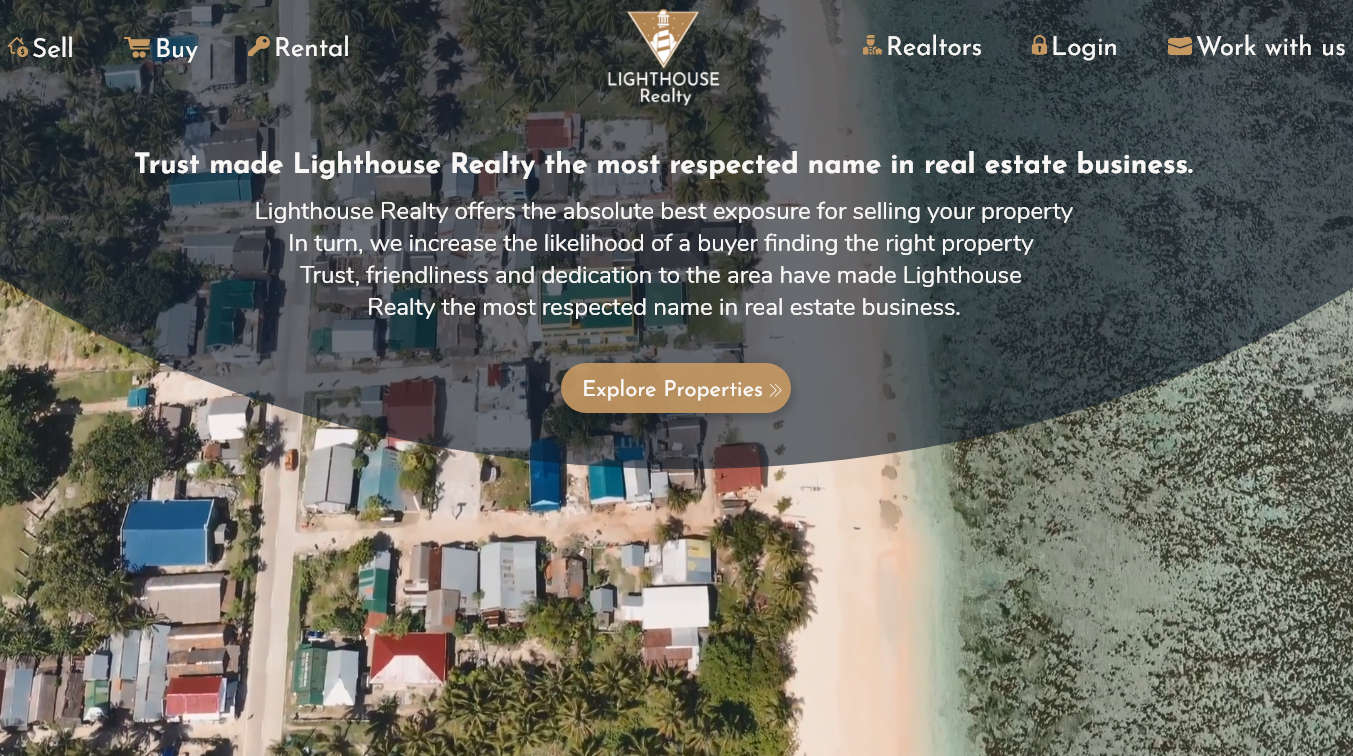 Sell
Buy
Rental
LIGHTHOUSE
Realty
Realtors
Login
Work with us
Trust made Lighthouse Realty the most respected name in real estate business.
Lighthouse Realty offers the absolute best exposure for selling your property
In turn, we increase the likelihood of a buyer finding the right property
Trust, friendliness and dedication to the area have made Lighthouse
Realty the most respected name in real estate business.
Explore Properties